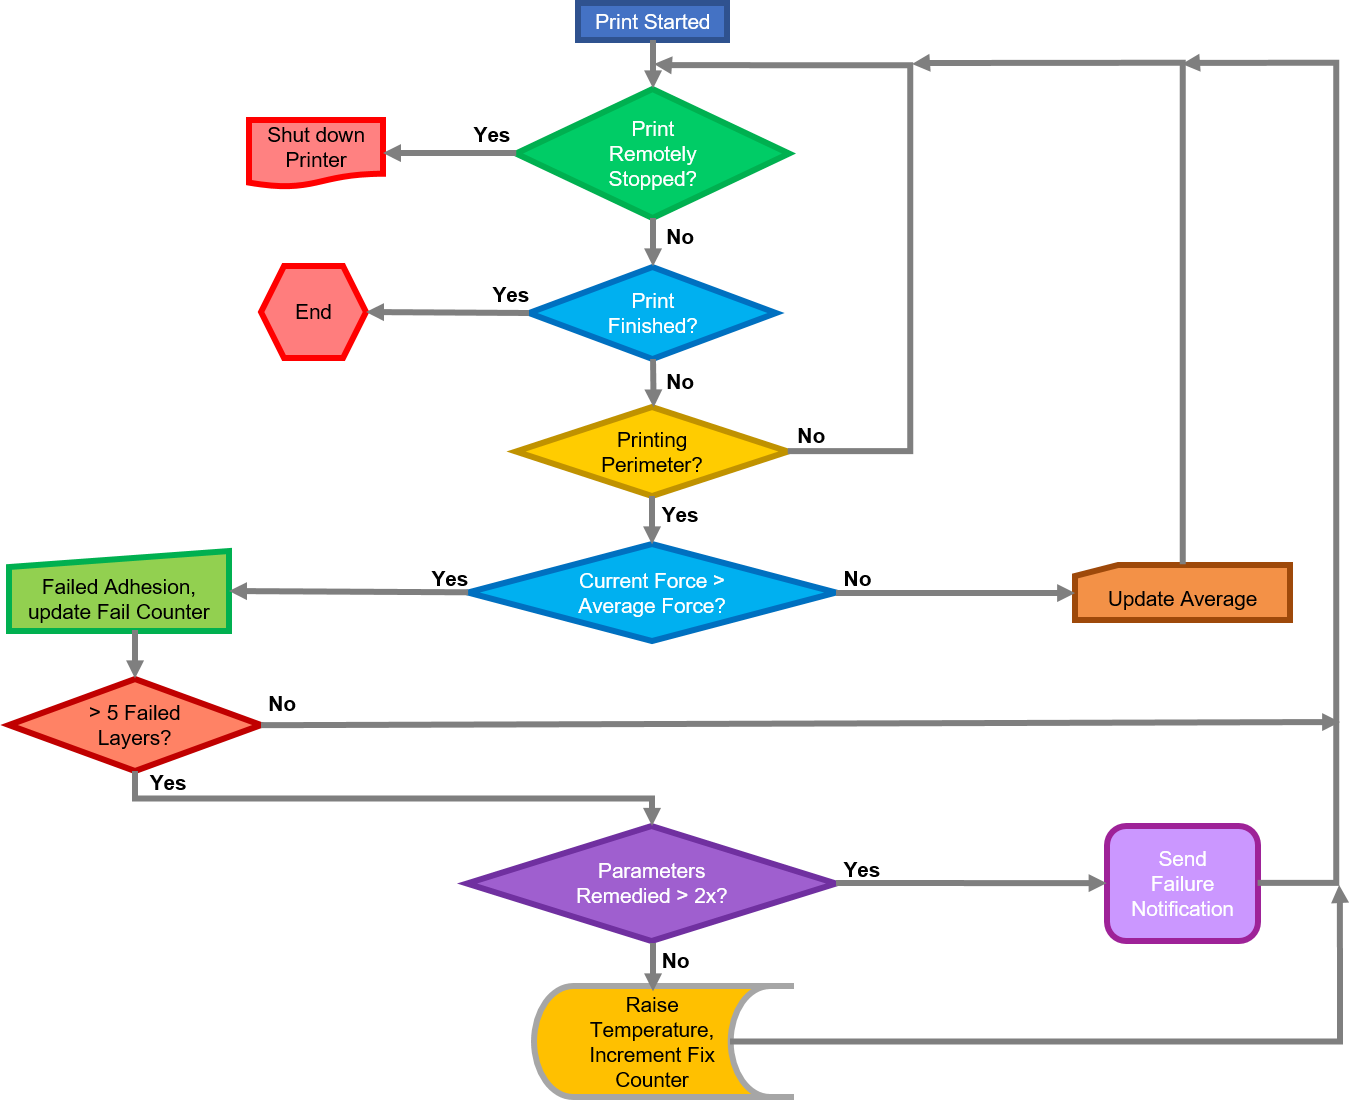 Print Started
Shut down
Printer
Yes
Print
Remotely
Stopped?
No
End
Yes
Print
Finished?
No
Printing
Perimeter?
No
Yes
Failed Adhesion,
update Fail Counter
Yes
Current Force >
Average Force?
No
Update Average
> 5 Failed
Layers?
No
Yes
Parameters
Remedied > 2x?
Yes
Send
Failure
Notification
No
Raise
Temperature,
Increment Fix
Counter